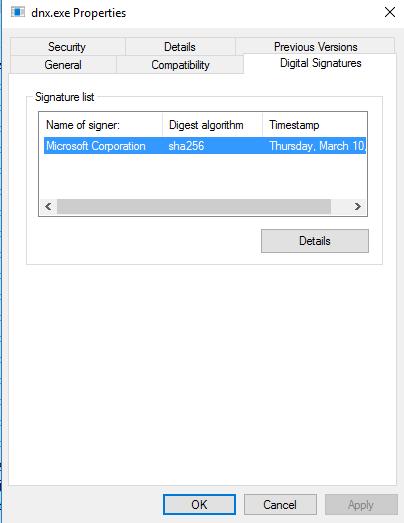 dnx.exe Properties
Security Details Previous Versions
General Compatibility Digital Signatures
Signature list
Name of signer: Digest algorithm Timestamp
Microsoft Corporation sha256 Thursday, March 10,
Details
OK Cancel Apply